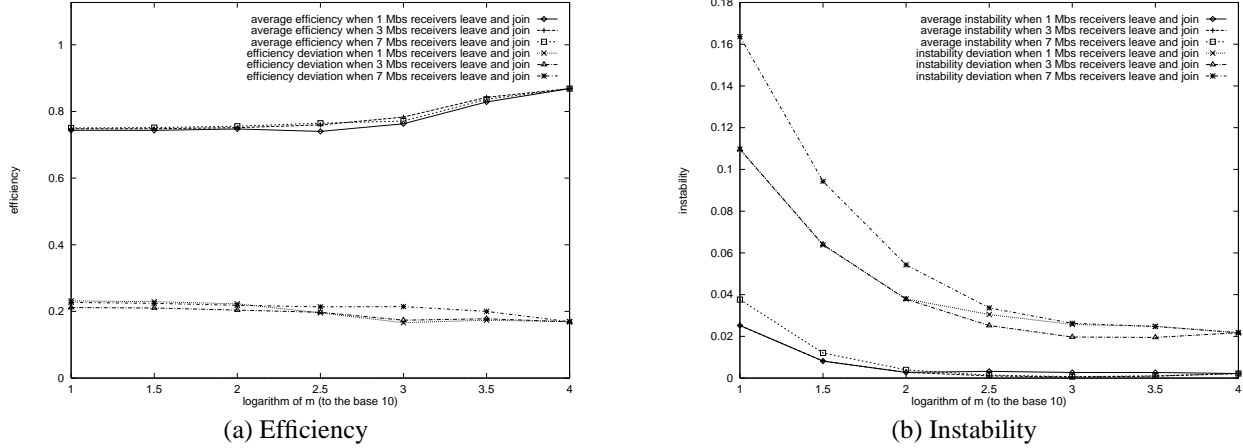 average efficiency when 1 Mbs receivers leave and join
average efficiency when 3 Mbs receivers leave and join
average efficiency when 7 Mbs receivers leave and join
efficiency deviation when 1 Mbs receivers leave and join
efficiency deviation when 3 Mbs receivers leave and join
efficiency deviation when 7 Mbs receivers leave and join
1
0.8
0.6
0.4
0.2
0
efficiency
1 1.5 2 2.5 3 3.5 4
logarithm of m (to the base 10)
(a) Efficiency
average instability when 1 Mbs receivers leave and join
average instability when 3 Mbs receivers leave and join
average instability when 7 Mbs receivers leave and join
instability deviation when 1 Mbs receivers leave and join
instability deviation when 3 Mbs receivers leave and join
instability deviation when 7 Mbs receivers leave and join
0.18
0.16
0.14
0.12
0.1
0.08
0.06
0.04
0.02
0
instability
1 1.5 2 2.5 3 3.5 4
logarithm of m (to the base 10)
(b) Instability